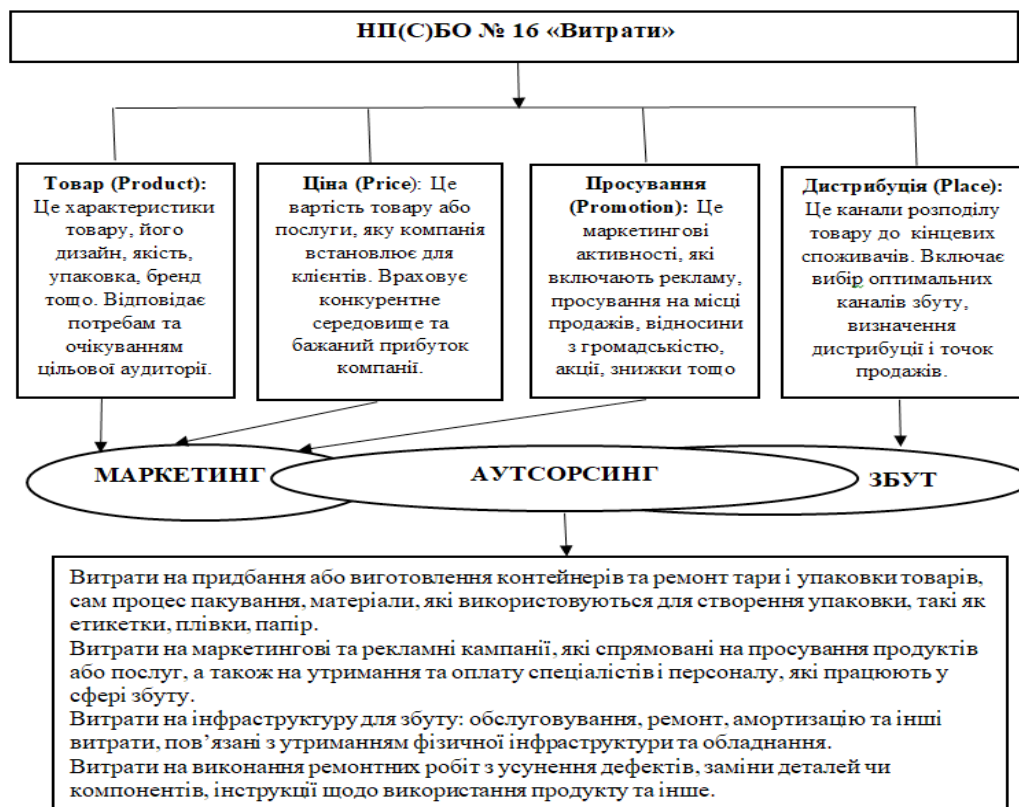 НП(С)БО № 16 «Витрати»
Товар (Product):
Це характеристики
товару, його
дизайн, якість,
упаковка, бренд
тощо. Відповідає
потребам та
очікуванням
цільової аудиторії.
Ціна (Price): Це
вартість товару або
послуги, яку компанія
встановлює для
клієнтів. Враховує
конкурентне
середовище та
бажаний прибуток
компанії.
Просування
(Promotion): Це
маркетингові
активності, які
включають рекламу,
просування на місці
продажів, відносини
з громадськістю,
акції, знижки тощо
Дистрибуція (Place):
Це канали розподілу
товару до кінцевих
споживачів. Включає
вибір оптимальних
каналів збуту,
визначення
дистрибуції і точок
продажів.
МАРКЕТИНГ
АУТСОРСИНГ
ЗБУТ
Витрати на придбання або виготовлення контейнерів та ремонт тари і упаковки товарів,
сам процес пакування, матеріали, які використовуються для створення упаковки, такі як
етикетки, плівки, папір.
Витрати на маркетингові та рекламні кампанії, які спрямовані на просування продуктів
або послуг, а також на утримання та оплату спеціалістів і персоналу, які працюють у
сфері збуту.
Витрати на інфраструктуру для збуту: обслуговування, ремонт, амортизацію та інші
витрати, пов’язані з утриманням фізичної інфраструктури та обладнання.
Витрати на виконання ремонтних робіт з усунення дефектів, заміни деталей чи
компонентів, інструкції щодо використання продукту та інше.